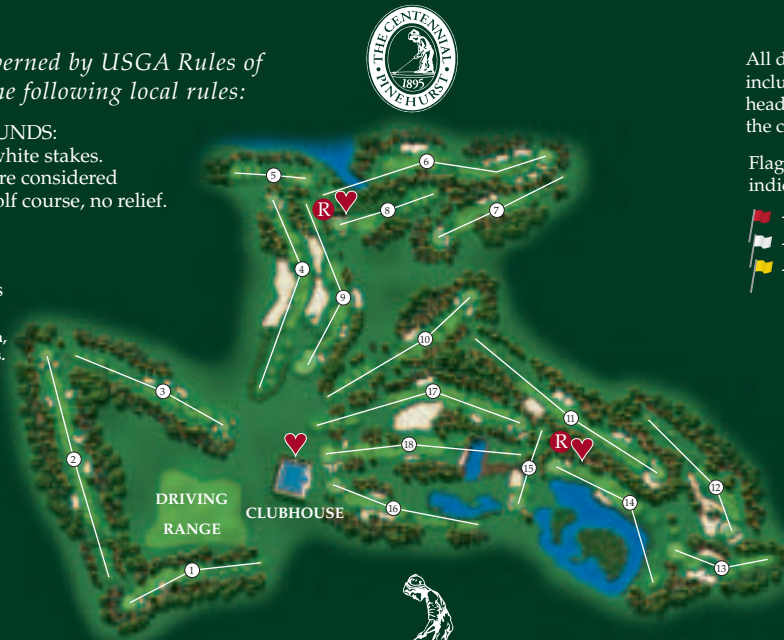 THE CENTENNIAL
1895
PINEHURST
erned by USGA Rules of
e following local rules:
UNDS:
white stakes.
re considered
olf course, no relief.
s
,
s.
All d
inclu
head
the c
Flag
indic
5
6
R
8
7
4
9
10
3
17
11
R
18
2
15
12
DRIVING
RANGE
CLUBHOUSE
16
14
1
13